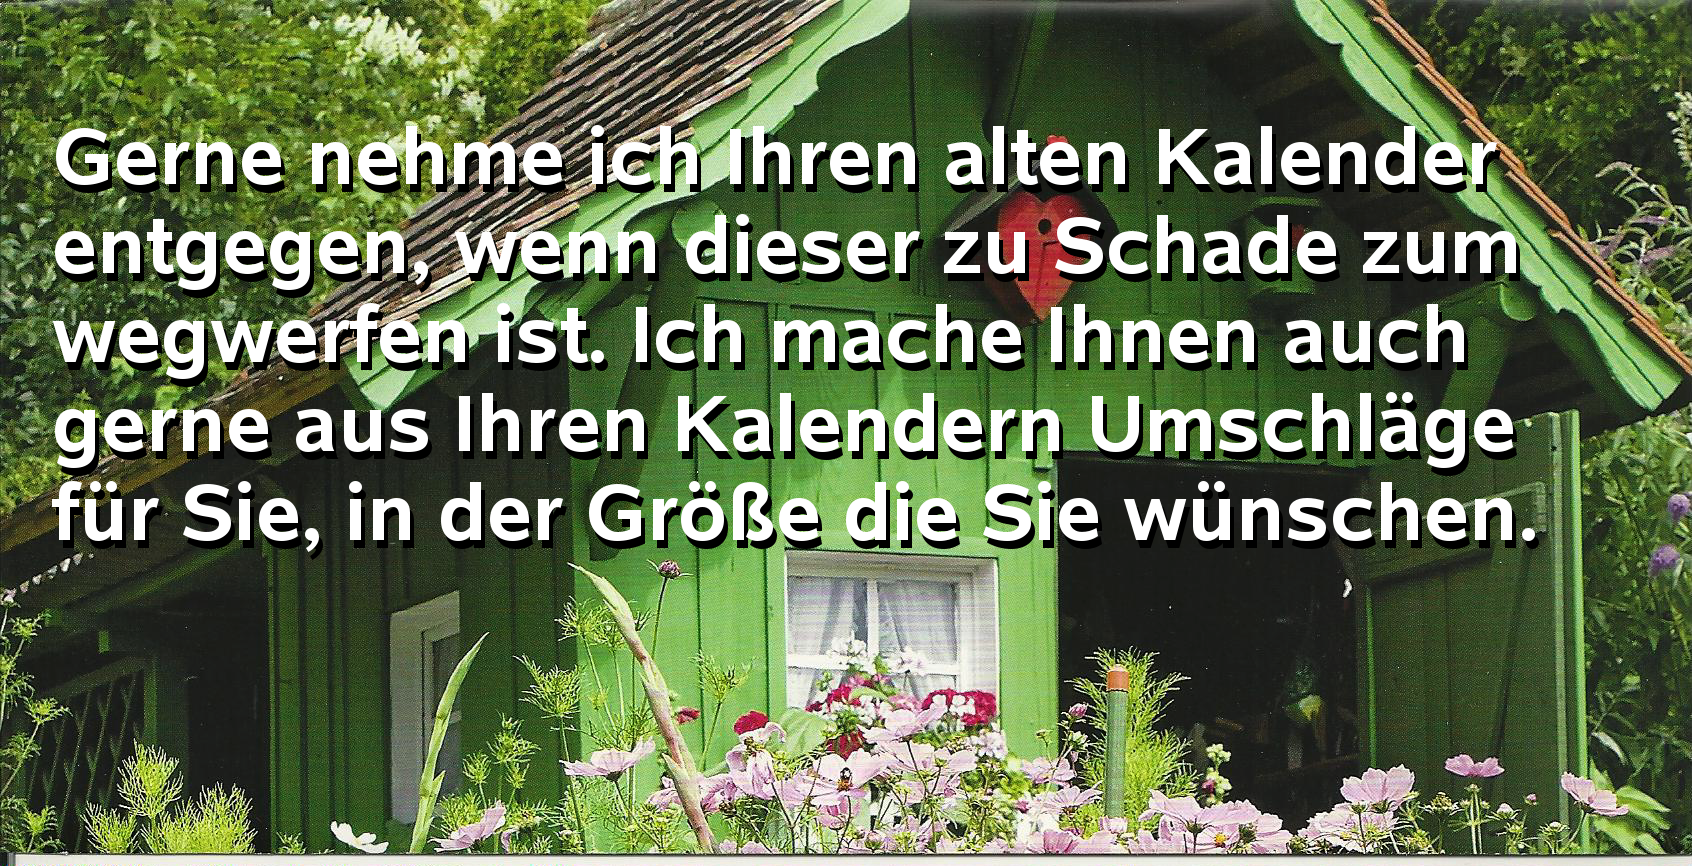 Gerne nehme ich Ihren alten Kalender
entgegen, wenn dieser zu Schade zum
wegwerfen ist. Ich mache Ihnen auch
gerne aus Ihren Kalendern Umschläge
für Sie, in der Größe die Sie wünschen.